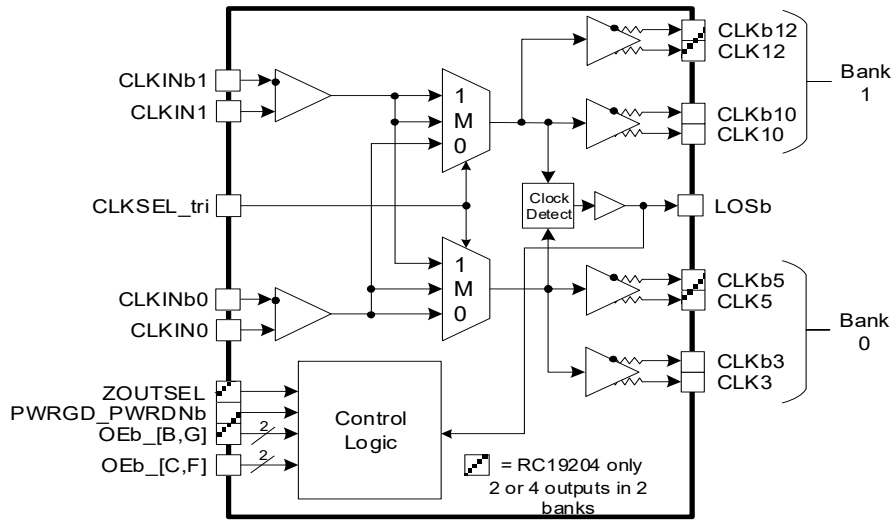 CLKb12
CLK12
CLKINb1
CLKIN1
1
M
0
CLKb10
CLK10
Bank
1
CLKSEL_tri
Clock
Detect
LOSb
1
M
0
CLKINb0
CLKIN0
CLKb5
CLK5
Bank
0
CLKb3
CLK3
ZOUTSEL
PWRGD_PWRDNb
OEb_[B,G]
2
OEb_[C,F]
2
Control
Logic
= RC19204 only
2 or 4 outputs in 2
banks